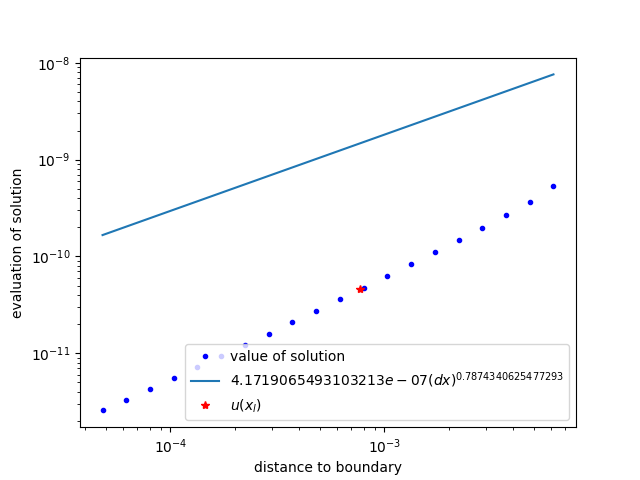 10^{-8}
10^{-9}
10^{-10}
10^{-11}
evaluation of solution
value of solution
4.1719065493103213e − 07(dx)^{0.7874340625477293}
u(x_I)
10^{-4} 10^{-3}
distance to boundary